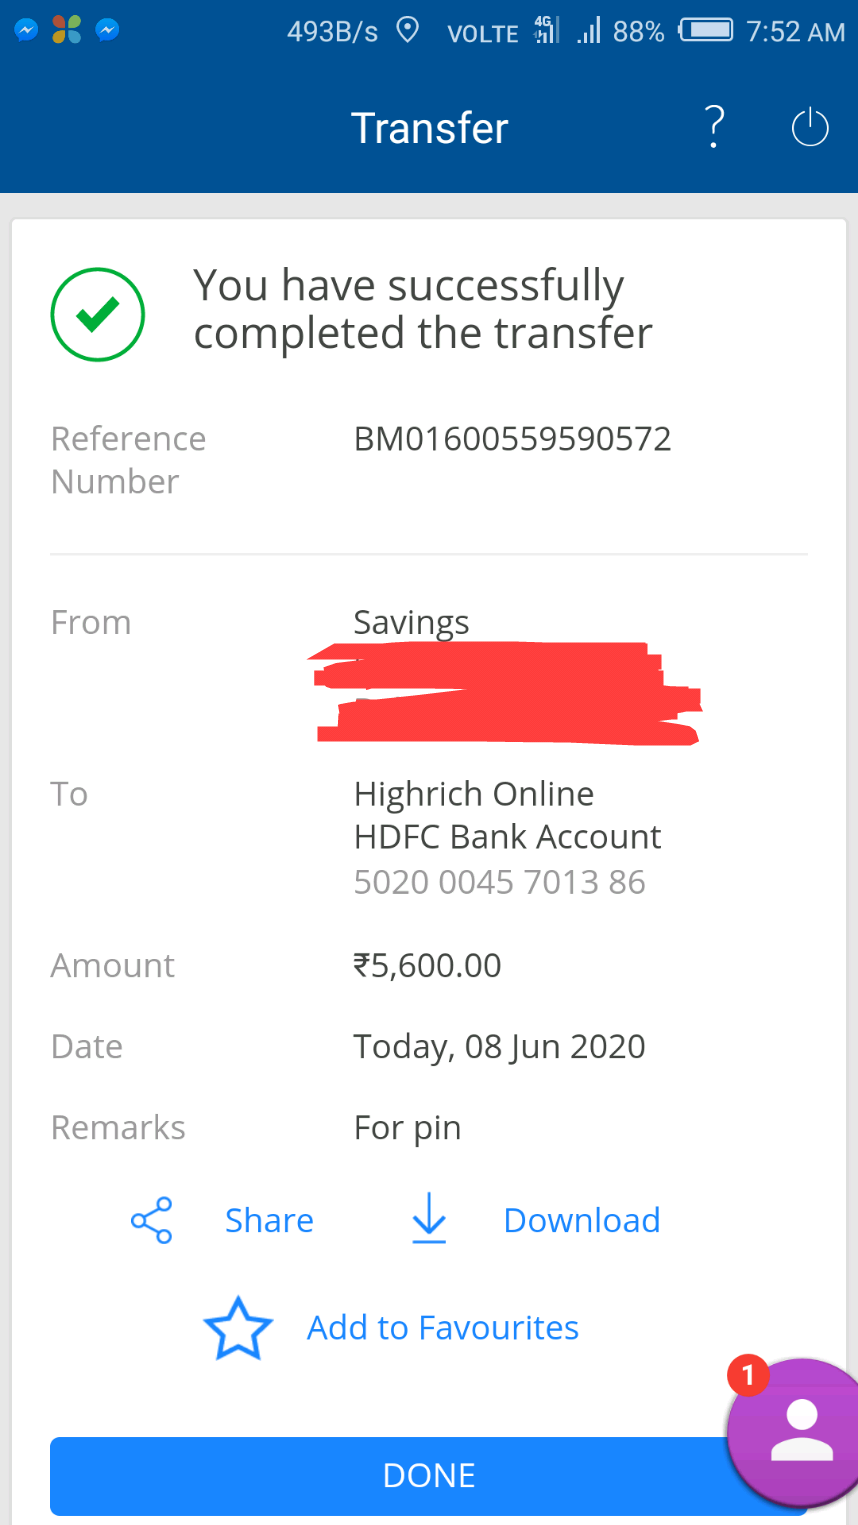 493B/s VOLTE 4G 88% 7:52 AM
Transfer ?
You have successfully
completed the transfer
Reference BM01600559590572
Number
From Savings
To Highrich Online
HDFC Bank Account
5020 0045 7013 86
Amount ₹5,600.00
Date Today, 08 Jun 2020
Remarks For pin
Share Download
Add to Favourites
1
DONE